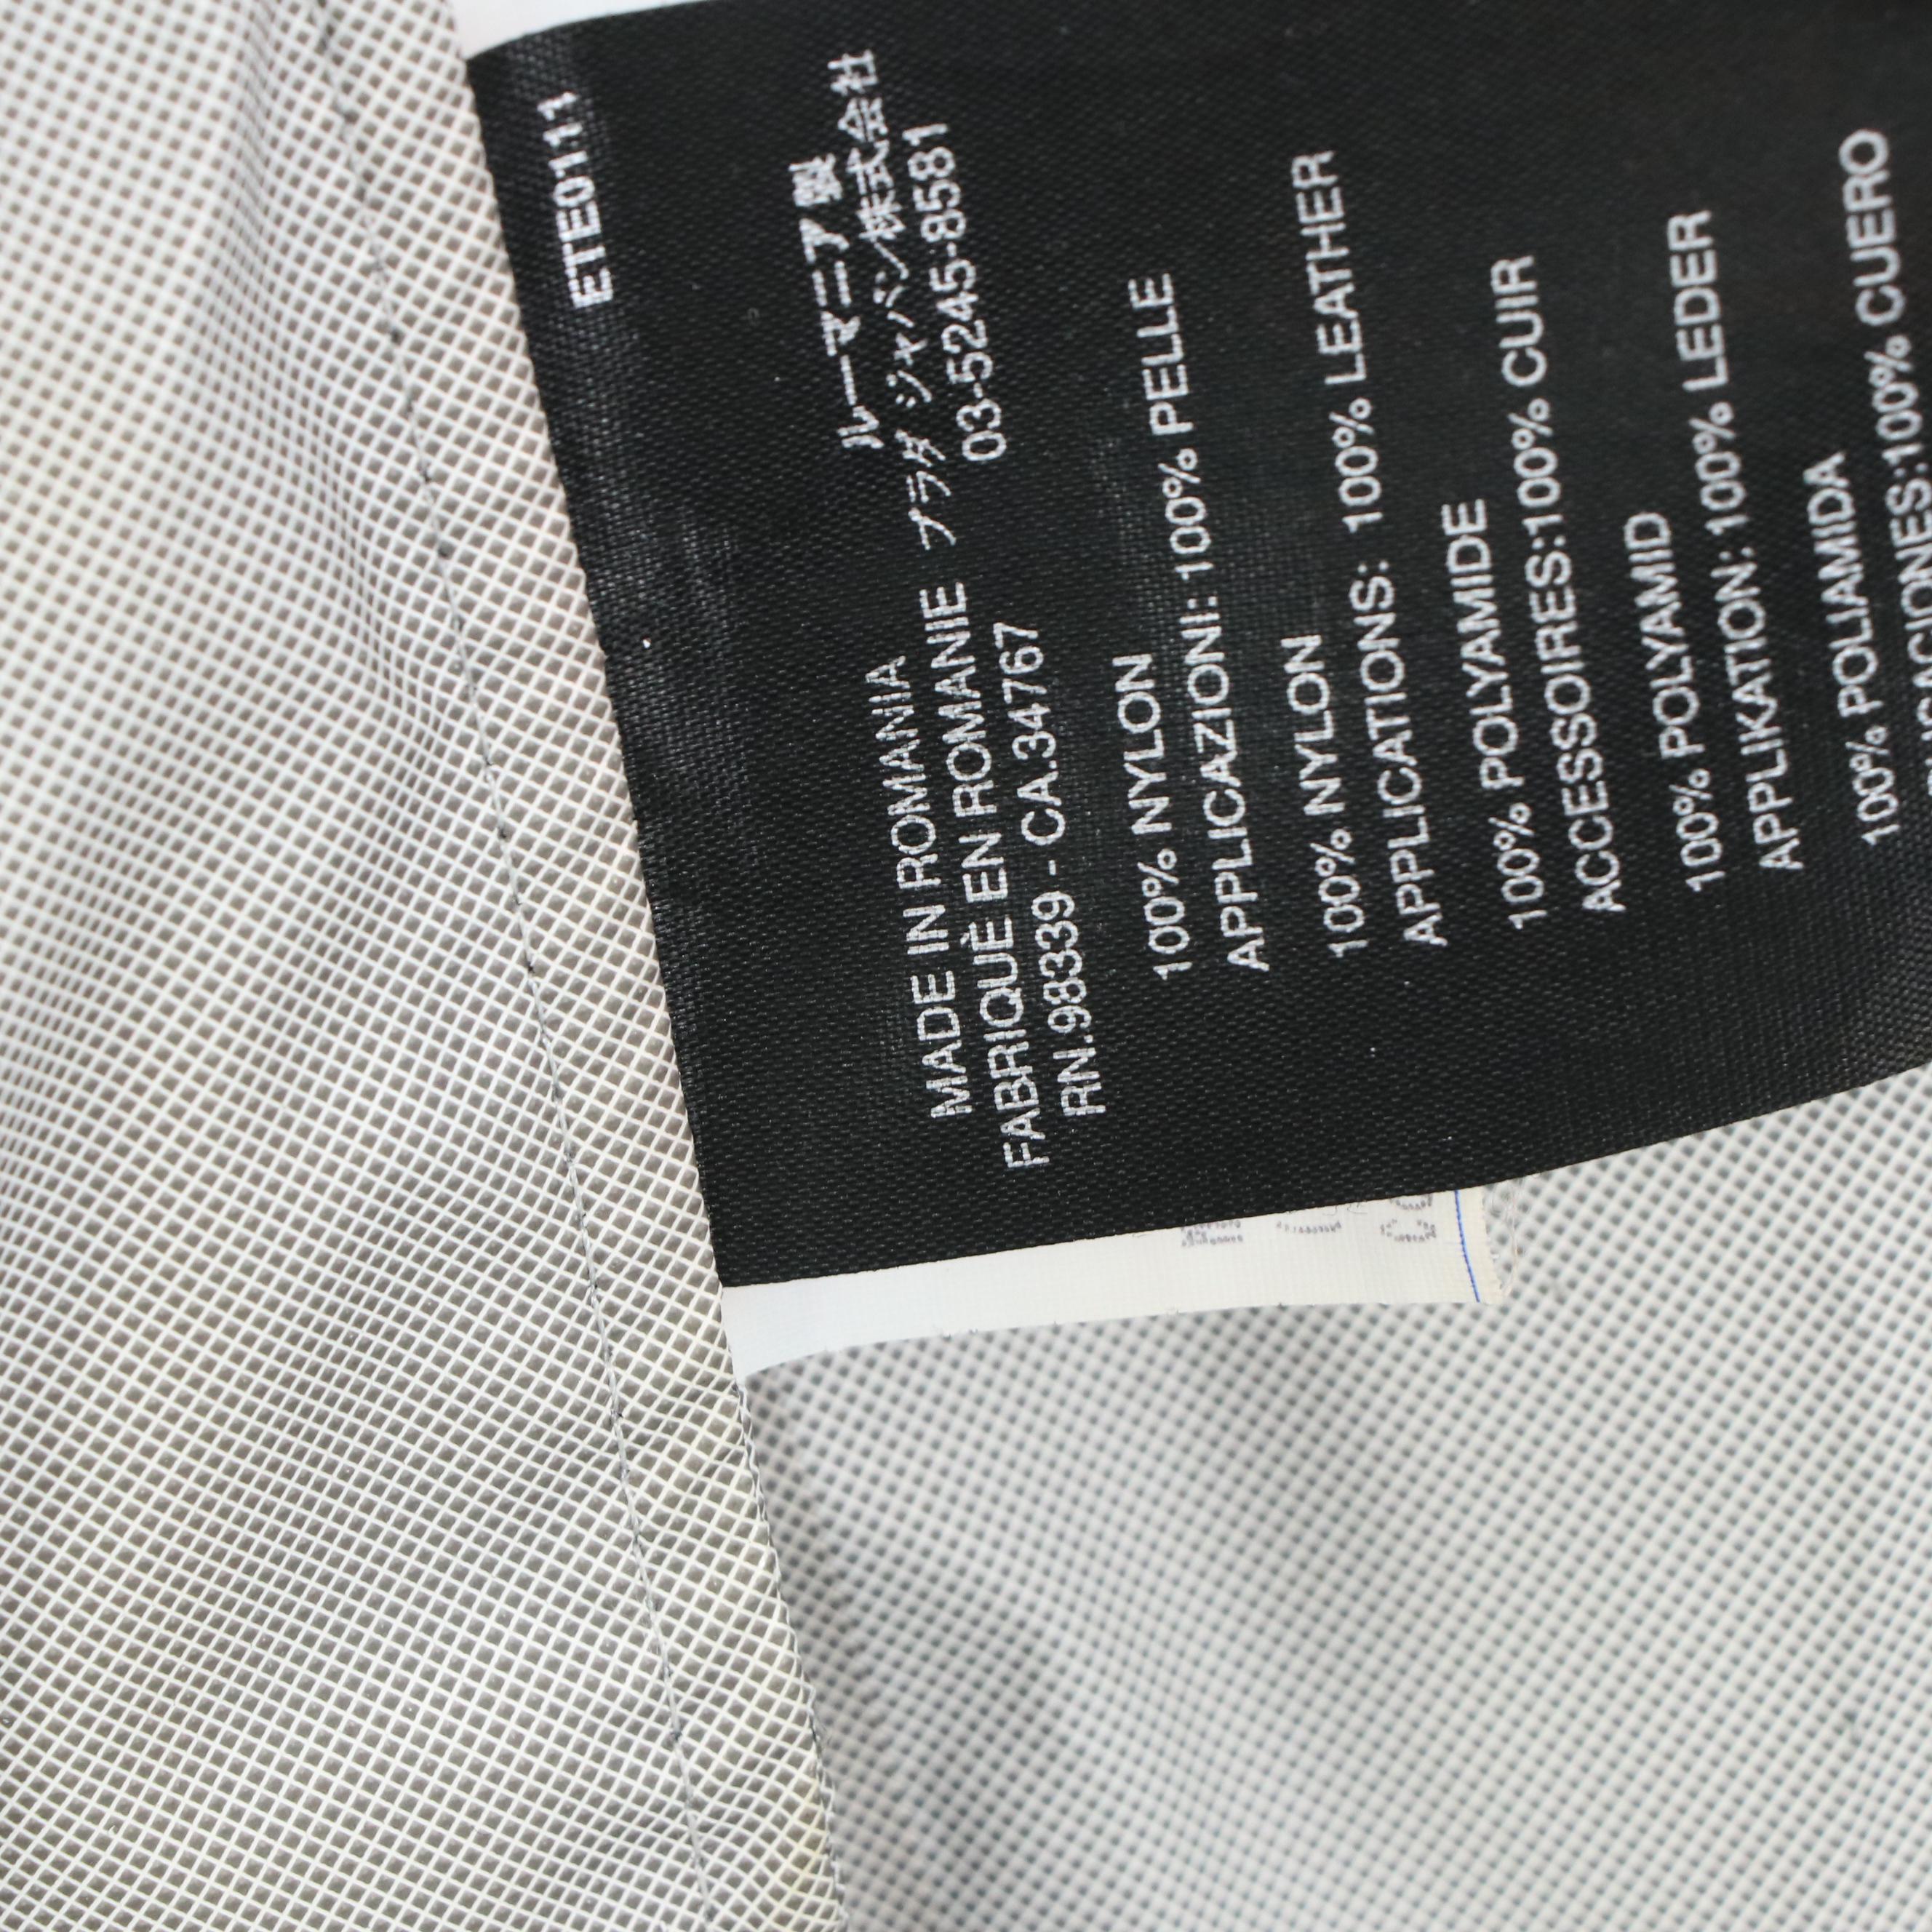 ETE0111
ルーマニア製
プラダ ジャパン株式会社
03-5245-8581
MADE IN ROMANIA
FABRIQUÈ EN ROMANIE
RN.98339 - CA.34767
100% NYLON
APPLICAZIONI: 100% PELLE
100% NYLON
APPLICATIONS: 100% LEATHER
100% POLYAMIDE
ACCESSOIRES:100% CUIR
100% POLYAMID
APPLIKATION: 100% LEDER
100% POLIAMIDA
100% CUERO